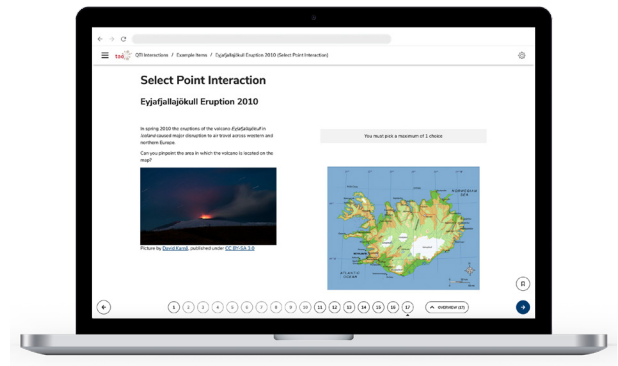 tao
QTI Interactions / Example Items / Eyjafjallajökull Eruption 2010 (Select Point Interaction)
Select Point Interaction
Eyjafjallajökull Eruption 2010
In spring 2010 the eruptions of the volcano Eyjafjallajökull in
Iceland caused major disruption to air travel across western and
northern Europe.
Can you pinpoint the area in which the volcano is located on the
map?
Picture by David Karnå, published under CC BY-SA 3.0
You must pick a maximum of 1 choice.
ATLANTIC
OCEAN
1 2 3 4 5 6 7 8 9 10 11 12 13 14 15 16 17
OVERVIEW (17)